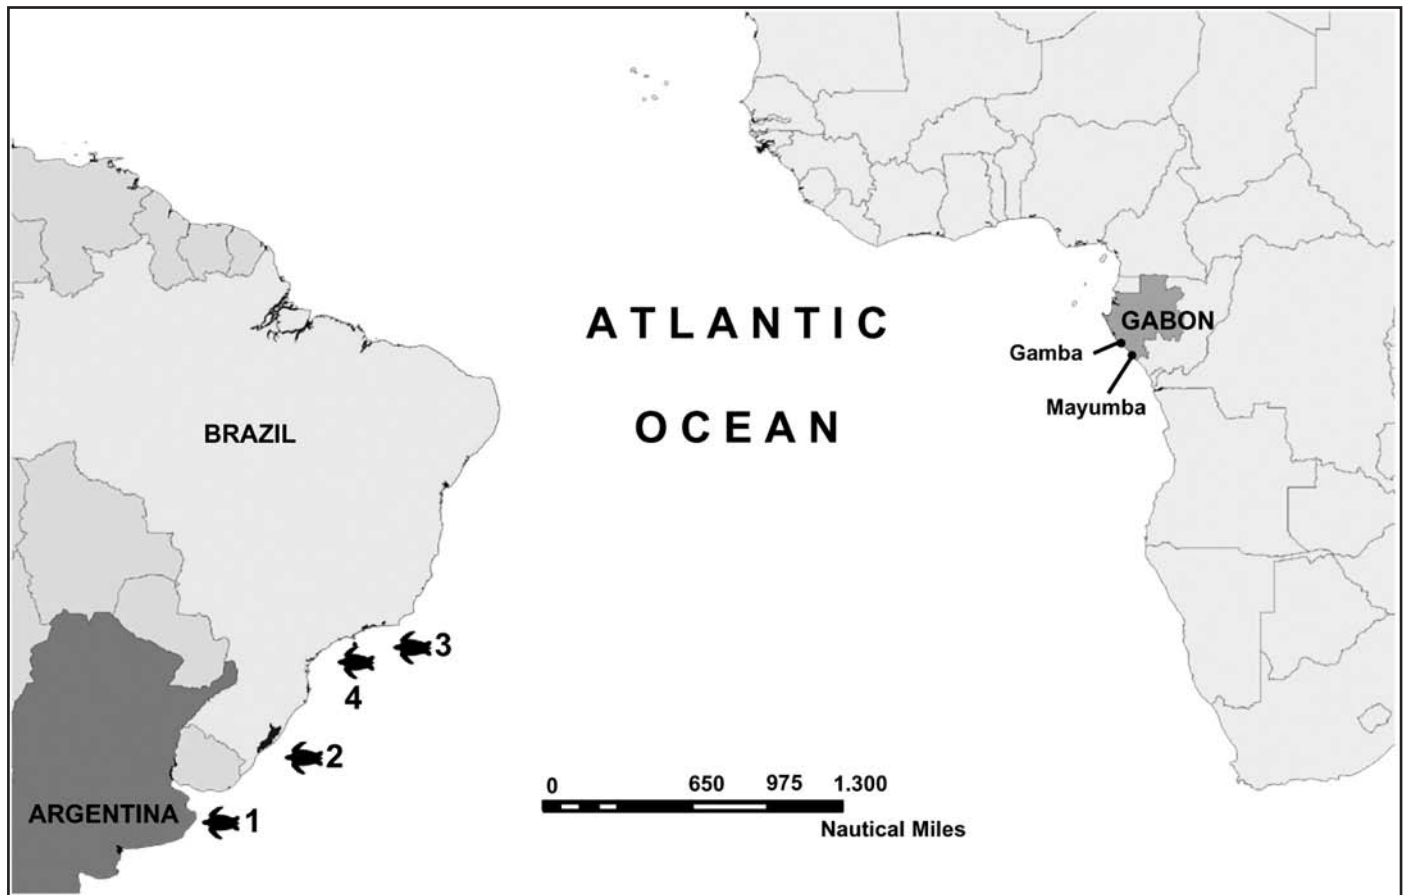 ATLANTIC
OCEAN
GABON
Gamba
Mayumba
BRAZIL
3
4
2
ARGENTINA
1
0 650 975 1.300
Nautical Miles